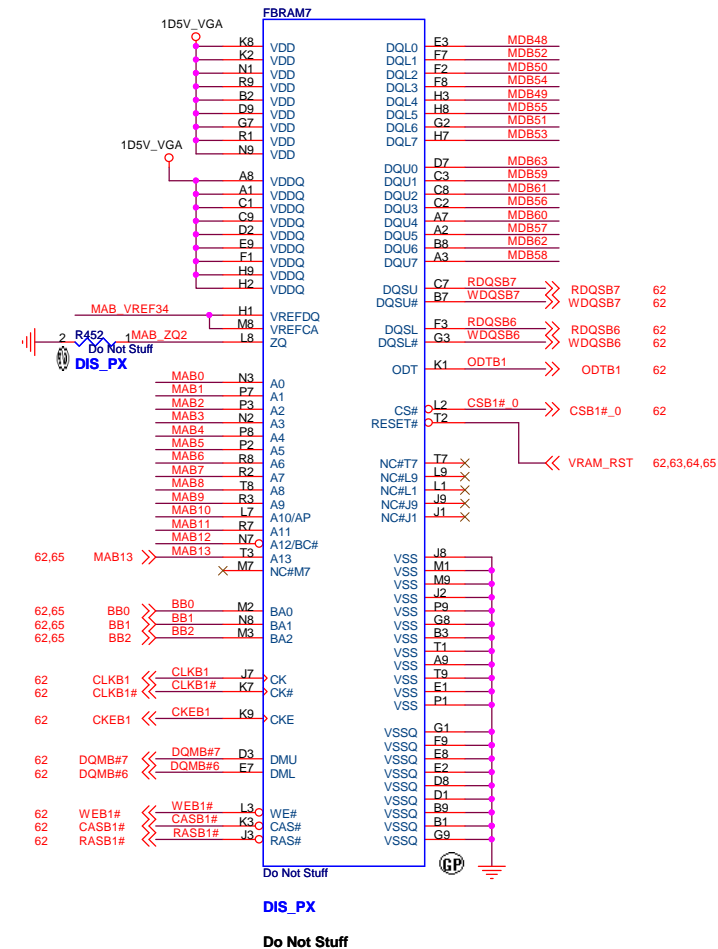 FBRAM7
1D5V_VGA
K8 VDD DQL0 E3 MDB48
K2 VDD DQL1 F7 MDB52
N1 VDD DQL2 F2 MDB50
R9 VDD DQL3 F8 MDB54
B2 VDD DQL4 H3 MDB49
D9 VDD DQL5 H8 MDB55
G7 VDD DQL6 G2 MDB51
R1 VDD DQL7 H7 MDB53
N9 VDD
1D5V_VGA
A8 VDDQ DQU0 D7 MDB63
A1 VDDQ DQU1 C3 MDB59
C1 VDDQ DQU2 C8 MDB61
C9 VDDQ DQU3 C2 MDB56
D2 VDDQ DQU4 A7 MDB60
E9 VDDQ DQU5 A2 MDB57
F1 VDDQ DQU6 B8 MDB62
H9 VDDQ DQU7 A3 MDB58
H2 VDDQ
DQSU C7 RDQSB7 RDQSB7 62
DQSU# B7 WDQSB7 WDQSB7 62
MAB_VREF34 H1 VREFDQ
M8 VREFCA
DQSL F3 RDQSB6 RDQSB6 62
DQSL# G3 WDQSB6 WDQSB6 62
2 R452 1 MAB_ZQ2 L8 ZQ
Do Not Stuff
DIS_PX
ODT K1 ODTB1 ODTB1 62
CS# L2 CSB1#_0 CSB1#_0 62
RESET# T2
VRAM_RST 62,63,64,65
MAB0 N3 A0
MAB1 P7 A1
MAB2 P3 A2
MAB3 N2 A3
MAB4 P8 A4
MAB5 P2 A5
MAB6 R8 A6
MAB7 R2 A7
MAB8 T8 A8
MAB9 R3 A9
MAB10 L7 A10/AP
MAB11 R7 A11
MAB12 N7 A12/BC#
62,65 MAB13 MAB13 T3 A13
M7 NC#M7
NC#T7 T7
NC#L9 L9
NC#L1 L1
NC#J9 J9
NC#J1 J1
62,65 BB0 BB0 M2 BA0
62,65 BB1 BB1 N8 BA1
62,65 BB2 BB2 M3 BA2
62 CLKB1 CLKB1 J7 CK
62 CLKB1# CLKB1# K7 CK#
62 CKEB1 CKEB1 K9 CKE
62 DQMB#7 DQMB#7 D3 DMU
62 DQMB#6 DQMB#6 E7 DML
62 WEB1# WEB1# L3 WE#
62 CASB1# CASB1# K3 CAS#
62 RASB1# RASB1# J3 RAS#
VSS J8
VSS M1
VSS M9
VSS J2
VSS P9
VSS G8
VSS B3
VSS T1
VSS A9
VSS T9
VSS E1
VSS P1
VSSQ G1
VSSQ F9
VSSQ E8
VSSQ E2
VSSQ D8
VSSQ D1
VSSQ B9
VSSQ B1
VSSQ G9
GP
Do Not Stuff
DIS_PX
Do Not Stuff